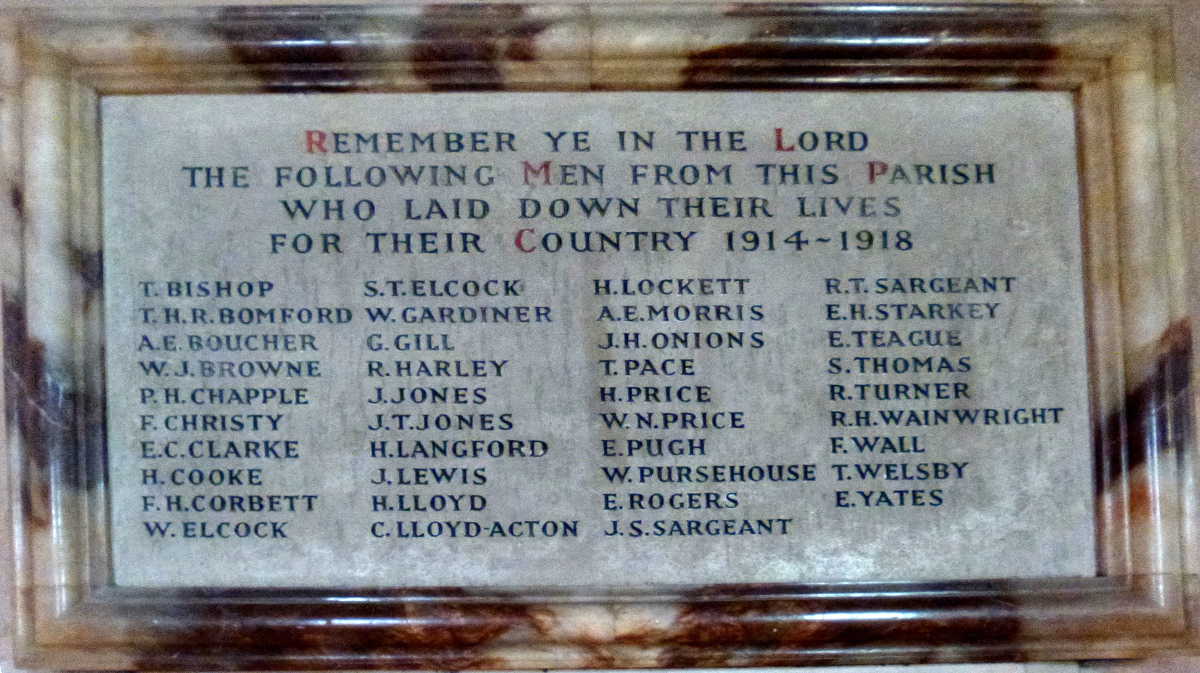 REMEMBER YE IN THE LORD
THE FOLLOWING MEN FROM THIS PARISH
WHO LAID DOWN THEIR LIVES
FOR THEIR COUNTRY 1914~1918
T. BISHOP
T. H. R. BOMFORD
A. E. BOUCHER
W. J. BROWNE
P. H. CHAPPLE
F. CHRISTY
E. C. CLARKE
H. COOKE
F. H. CORBETT
W. ELCOCK
S. T. ELCOCK
W. GARDINER
G. GILL
R. HARLEY
J. JONES
J. T. JONES
H. LANGFORD
J. LEWIS
H. LLOYD
C. LLOYD-ACTON
H. LOCKETT
A. E. MORRIS
J. H. ONIONS
T. PACE
H. PRICE
W. N. PRICE
E. PUGH
W. PURSEHOUSE
E. ROGERS
J. S. SARGEANT
R. T. SARGEANT
E. H. STARKEY
E. TEAGUE
S. THOMAS
R. TURNER
R. H. WAINWRIGHT
F. WALL
T. WELSBY
E. YATES